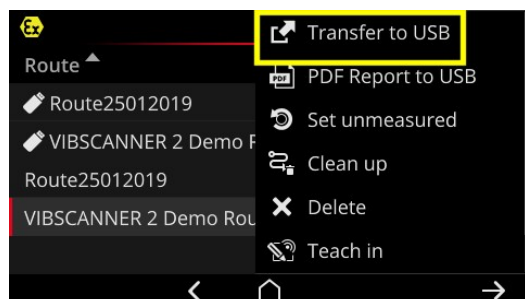 Ex
Route
Route25012019
VIBSCANNER 2 Demo R
Route25012019
VIBSCANNER 2 Demo Rou
Transfer to USB
PDF
PDF Report to USB
Set unmeasured
Clean up
Delete
Teach in